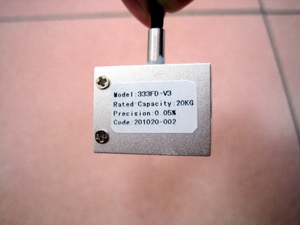 Model:333FD-V3
Rated Capacity:20KG
Precision:0.05%
Code 201020-002